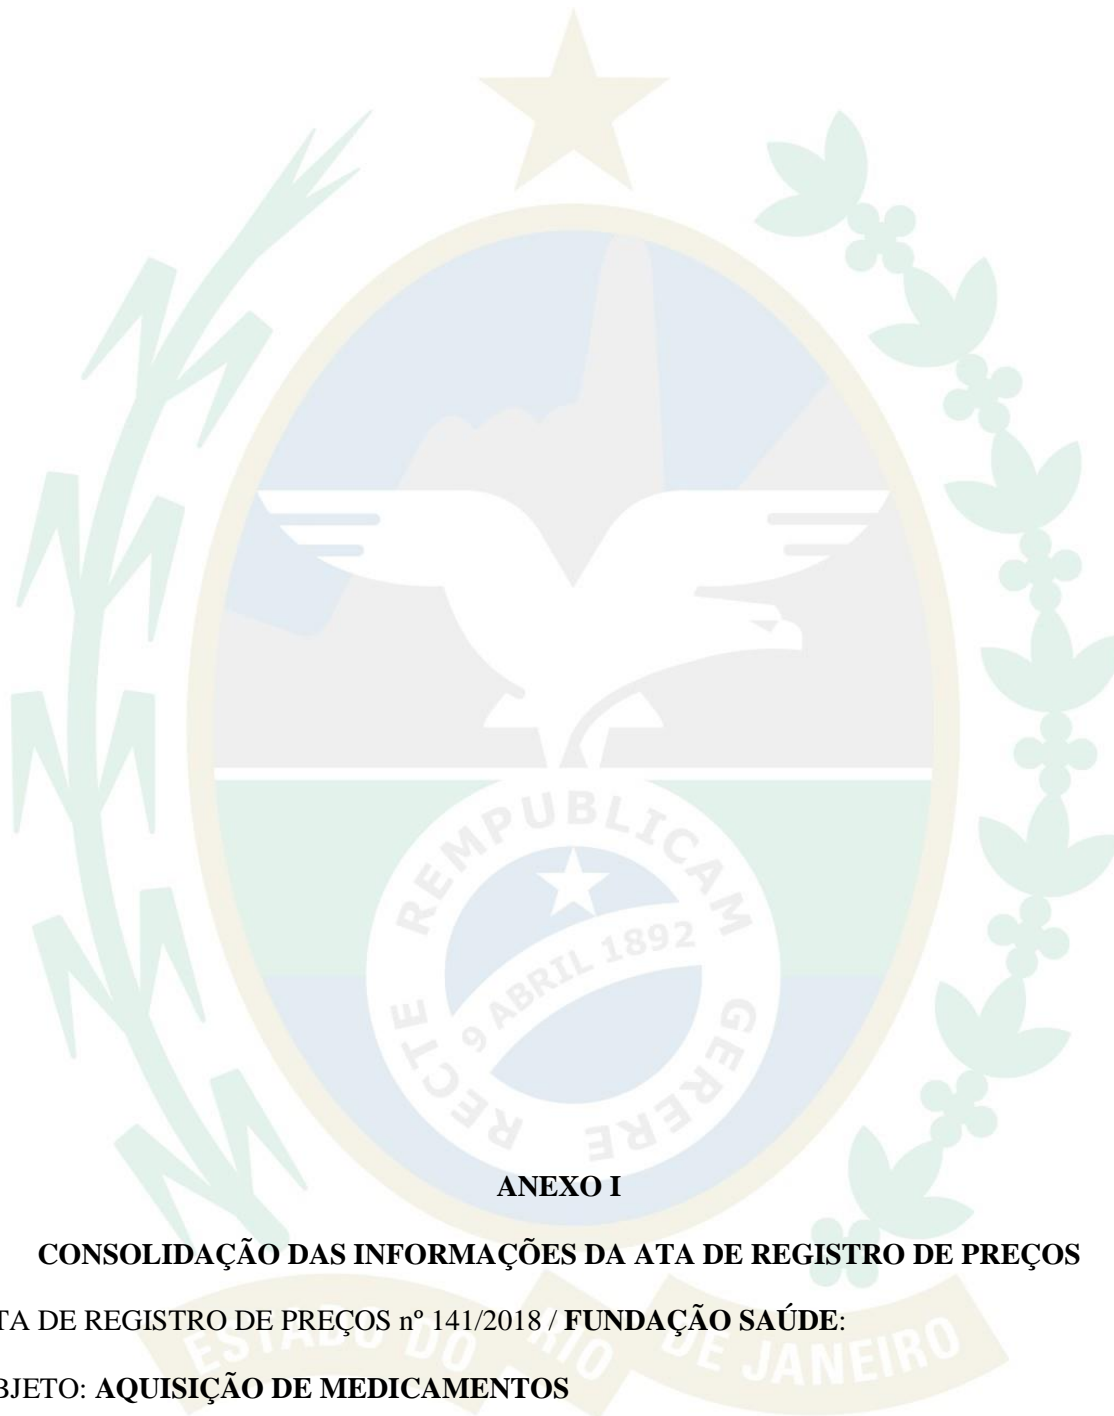 REMPUBLICAM
9 ABRIL 1892
RECTE GERERE
ANEXO I
CONSOLIDAÇÃO DAS INFORMAÇÕES DA ATA DE REGISTRO DE PREÇOS
TA DE REGISTRO DE PREÇOS nº 141/2018 / FUNDAÇÃO SAÚDE:
ESTADO DO RIO DE JANEIRO
BJETO: AQUISIÇÃO DE MEDICAMENTOS